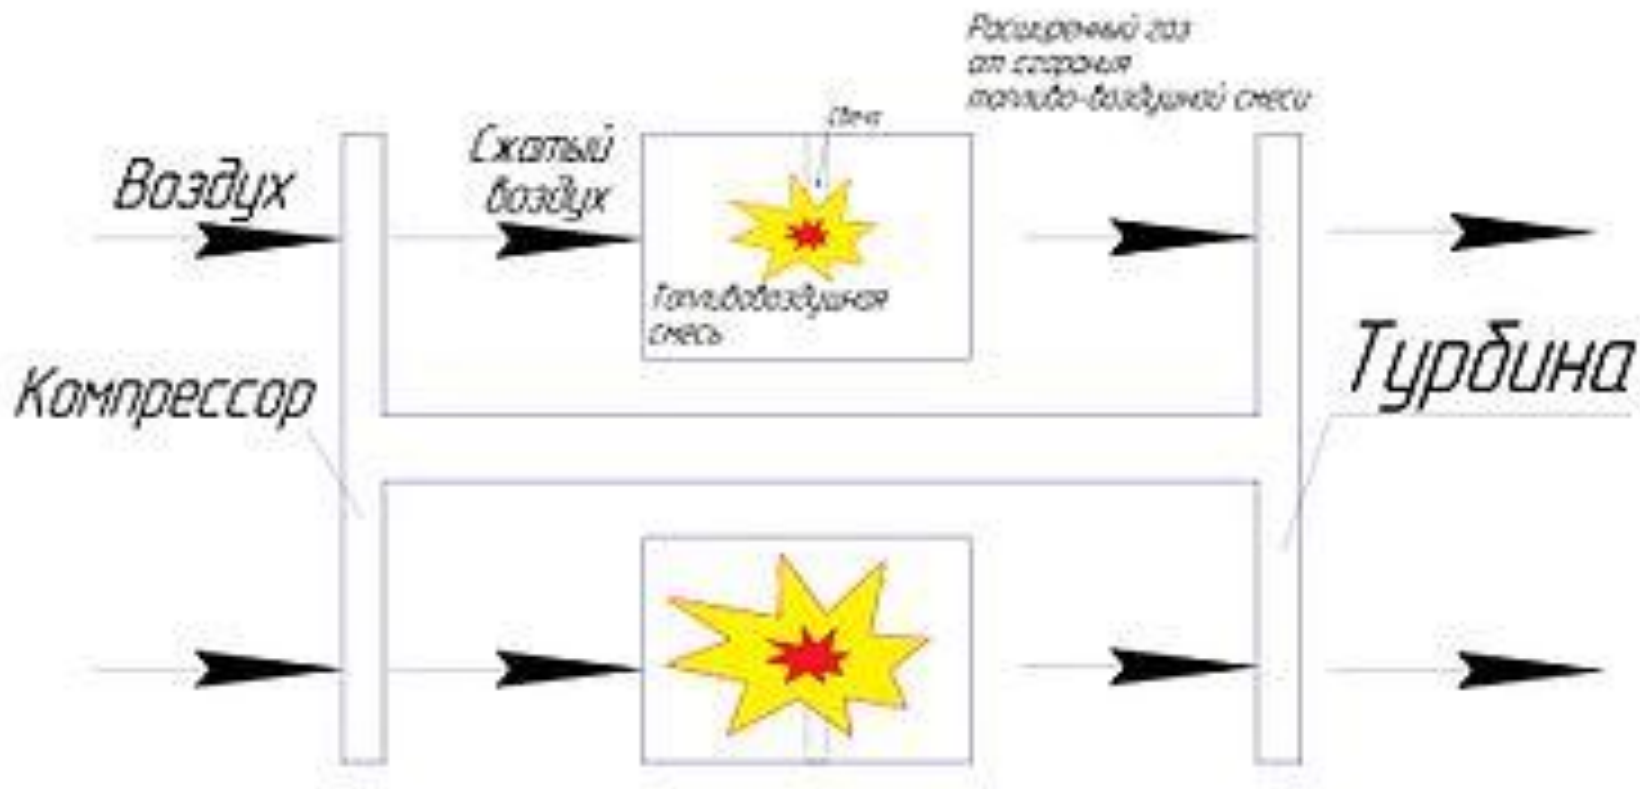 Расширенный газ
от сгорания
топливо-воздушной смеси
Свеча
Сжатый
воздух
Воздух
Топливовоздушная
смесь
Компрессор
Турбина